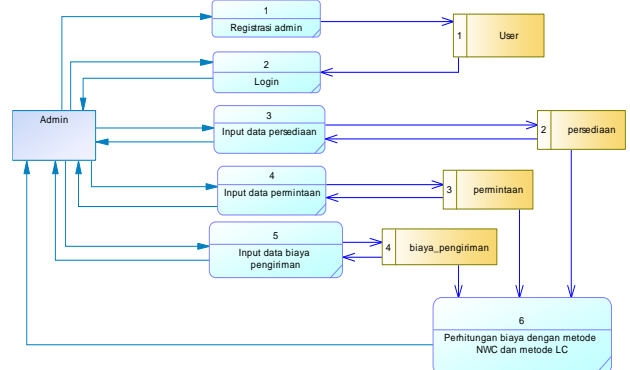 1
Registrasi admin
1
User
2
Login
Admin
3
Input data persediaan
2
persediaan
4
Input data permintaan
3
permintaan
5
Input data biaya
pengiriman
4
biaya_pengiriman
6
Perhitungan biaya dengan metode
NWC dan metode LC